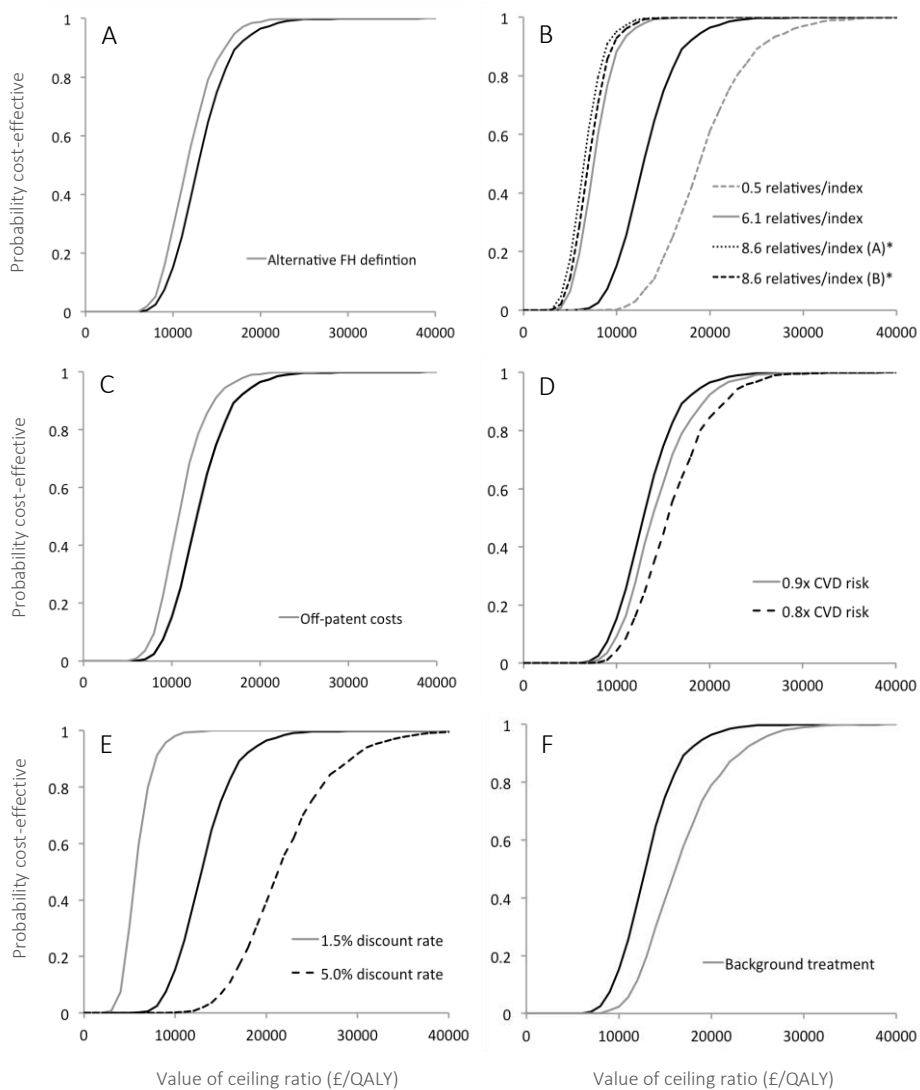 A
B
Probability cost-effective
1
0.8
0.6
0.4
0.2
0
Alternative FH defintion
0 10000 20000 30000 40000
1
0.8
0.6
0.4
0.2
0
0.5 relatives/index
6.1 relatives/index
8.6 relatives/index (A)*
8.6 relatives/index (B)*
0 10000 20000 30000 40000
C
D
Probability cost-effective
1
0.8
0.6
0.4
0.2
0
Off-patent costs
0 10000 20000 30000 40000
1
0.8
0.6
0.4
0.2
0
0.9x CVD risk
0.8x CVD risk
0 10000 20000 30000 40000
E
F
Probability cost-effective
1
0.8
0.6
0.4
0.2
0
1.5% discount rate
5.0% discount rate
0 10000 20000 30000 40000
1
0.8
0.6
0.4
0.2
0
Background treatment
0 10000 20000 30000 40000
Value of ceiling ratio (£/QALY)
Value of ceiling ratio (£/QALY)